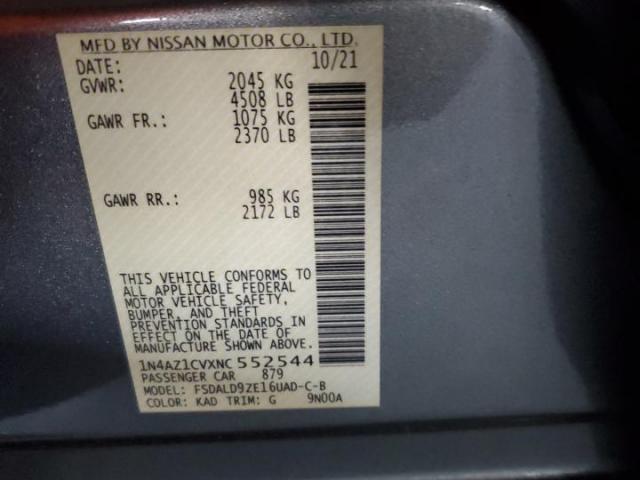 MFD BY NISSAN MOTOR CO., LTD.
DATE: 10/21
GVWR: 2045 KG
4508 LB
GAWR FR.: 1075 KG
2370 LB
GAWR RR.: 985 KG
2172 LB
THIS VEHICLE CONFORMS TO
ALL APPLICABLE FEDERAL
MOTOR VEHICLE SAFETY,
BUMPER, AND THEFT
PREVENTION STANDARDS IN
EFFECT ON THE DATE OF
MANUFACTURE SHOWN ABOVE.
1N4AZ1CVXNC552544
PASSENGER CAR 879
MODEL: FSDALD9ZE16UAD-C-B
COLOR: KAD TRIM: G 9N00A